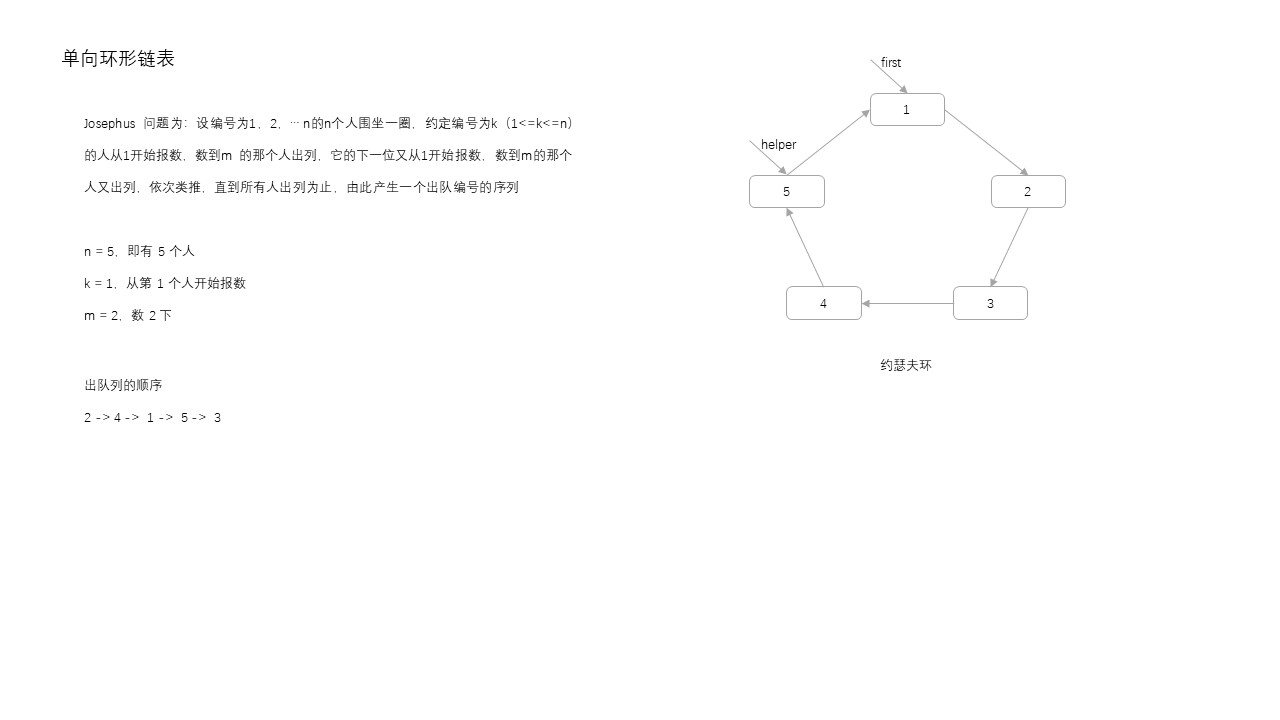 单向环形链表
Josephus 问题为：设编号为1，2，… n的n个人围坐一圈，约定编号为k（1<=k<=n）
的人从1开始报数，数到m 的那个人出列，它的下一位又从1开始报数，数到m的那个
人又出列，依次类推，直到所有人出列为止，由此产生一个出队编号的序列
n = 5，即有 5 个人
k = 1，从第 1 个人开始报数
m = 2，数 2 下
出队列的顺序
2 -> 4 -> 1 -> 5 -> 3
first
1
helper
5
2
4
3
约瑟夫环